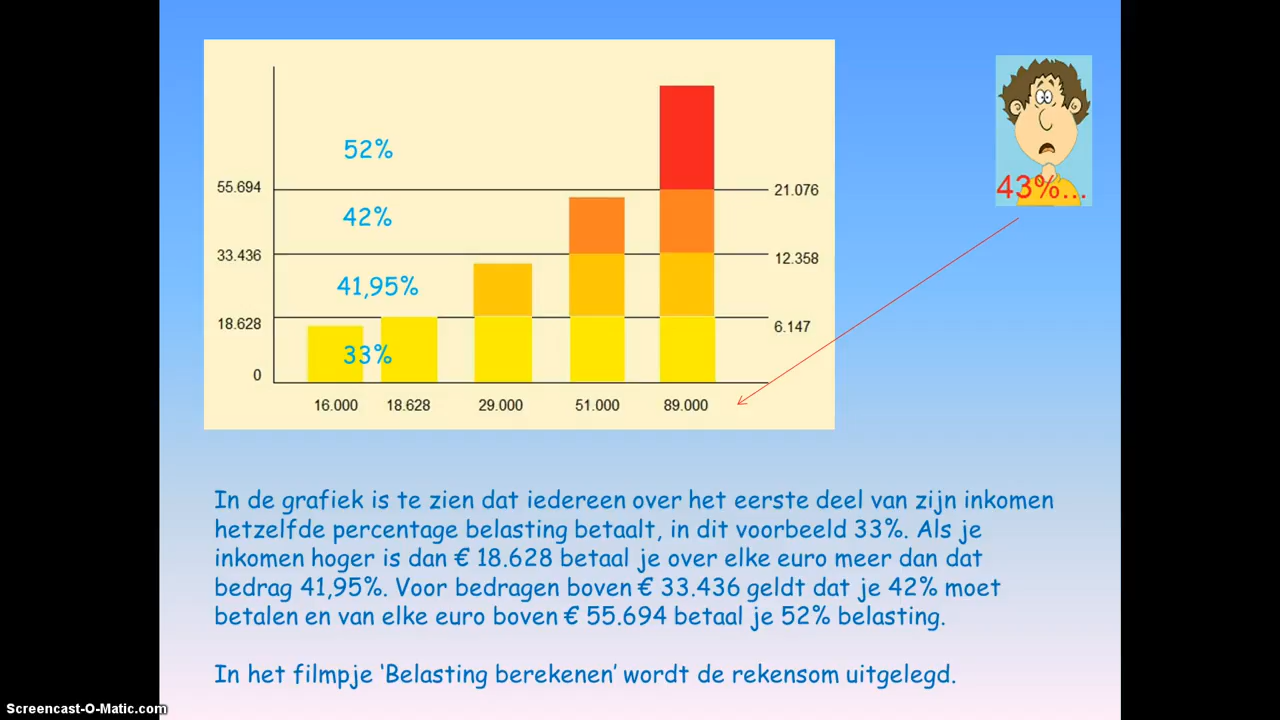 52%
55.694
21.076
42%
33.436
12.358
41,95%
18.628
6.147
33%
0
16.000 18.628 29.000 51.000 89.000
43%...
In de grafiek is te zien dat iedereen over het eerste deel van zijn inkomen
hetzelfde percentage belasting betaalt, in dit voorbeeld 33%. Als je
inkomen hoger is dan € 18.628 betaal je over elke euro meer dan dat
bedrag 41,95%. Voor bedragen boven € 33.436 geldt dat je 42% moet
betalen en van elke euro boven € 55.694 betaal je 52% belasting.
In het filmpje ‘Belasting berekenen’ wordt de rekensom uitgelegd.
Screencast-O-Matic.com